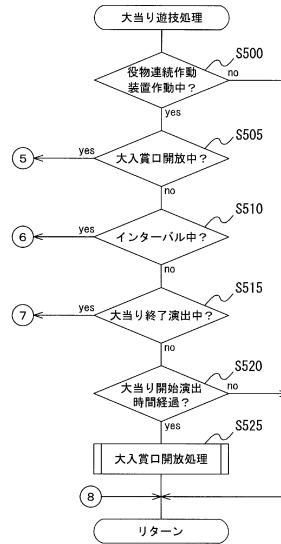 大当り遊技処理
S500
役物連続作動
装置作動中？
no
yes
S505
大入賞口開放中？
yes
5
no
S510
インターバル中？
yes
6
no
S515
大当り終了演出中？
yes
7
no
S520
大当り開始演出
時間経過？
no
yes
S525
大入賞口開放処理
8
リターン